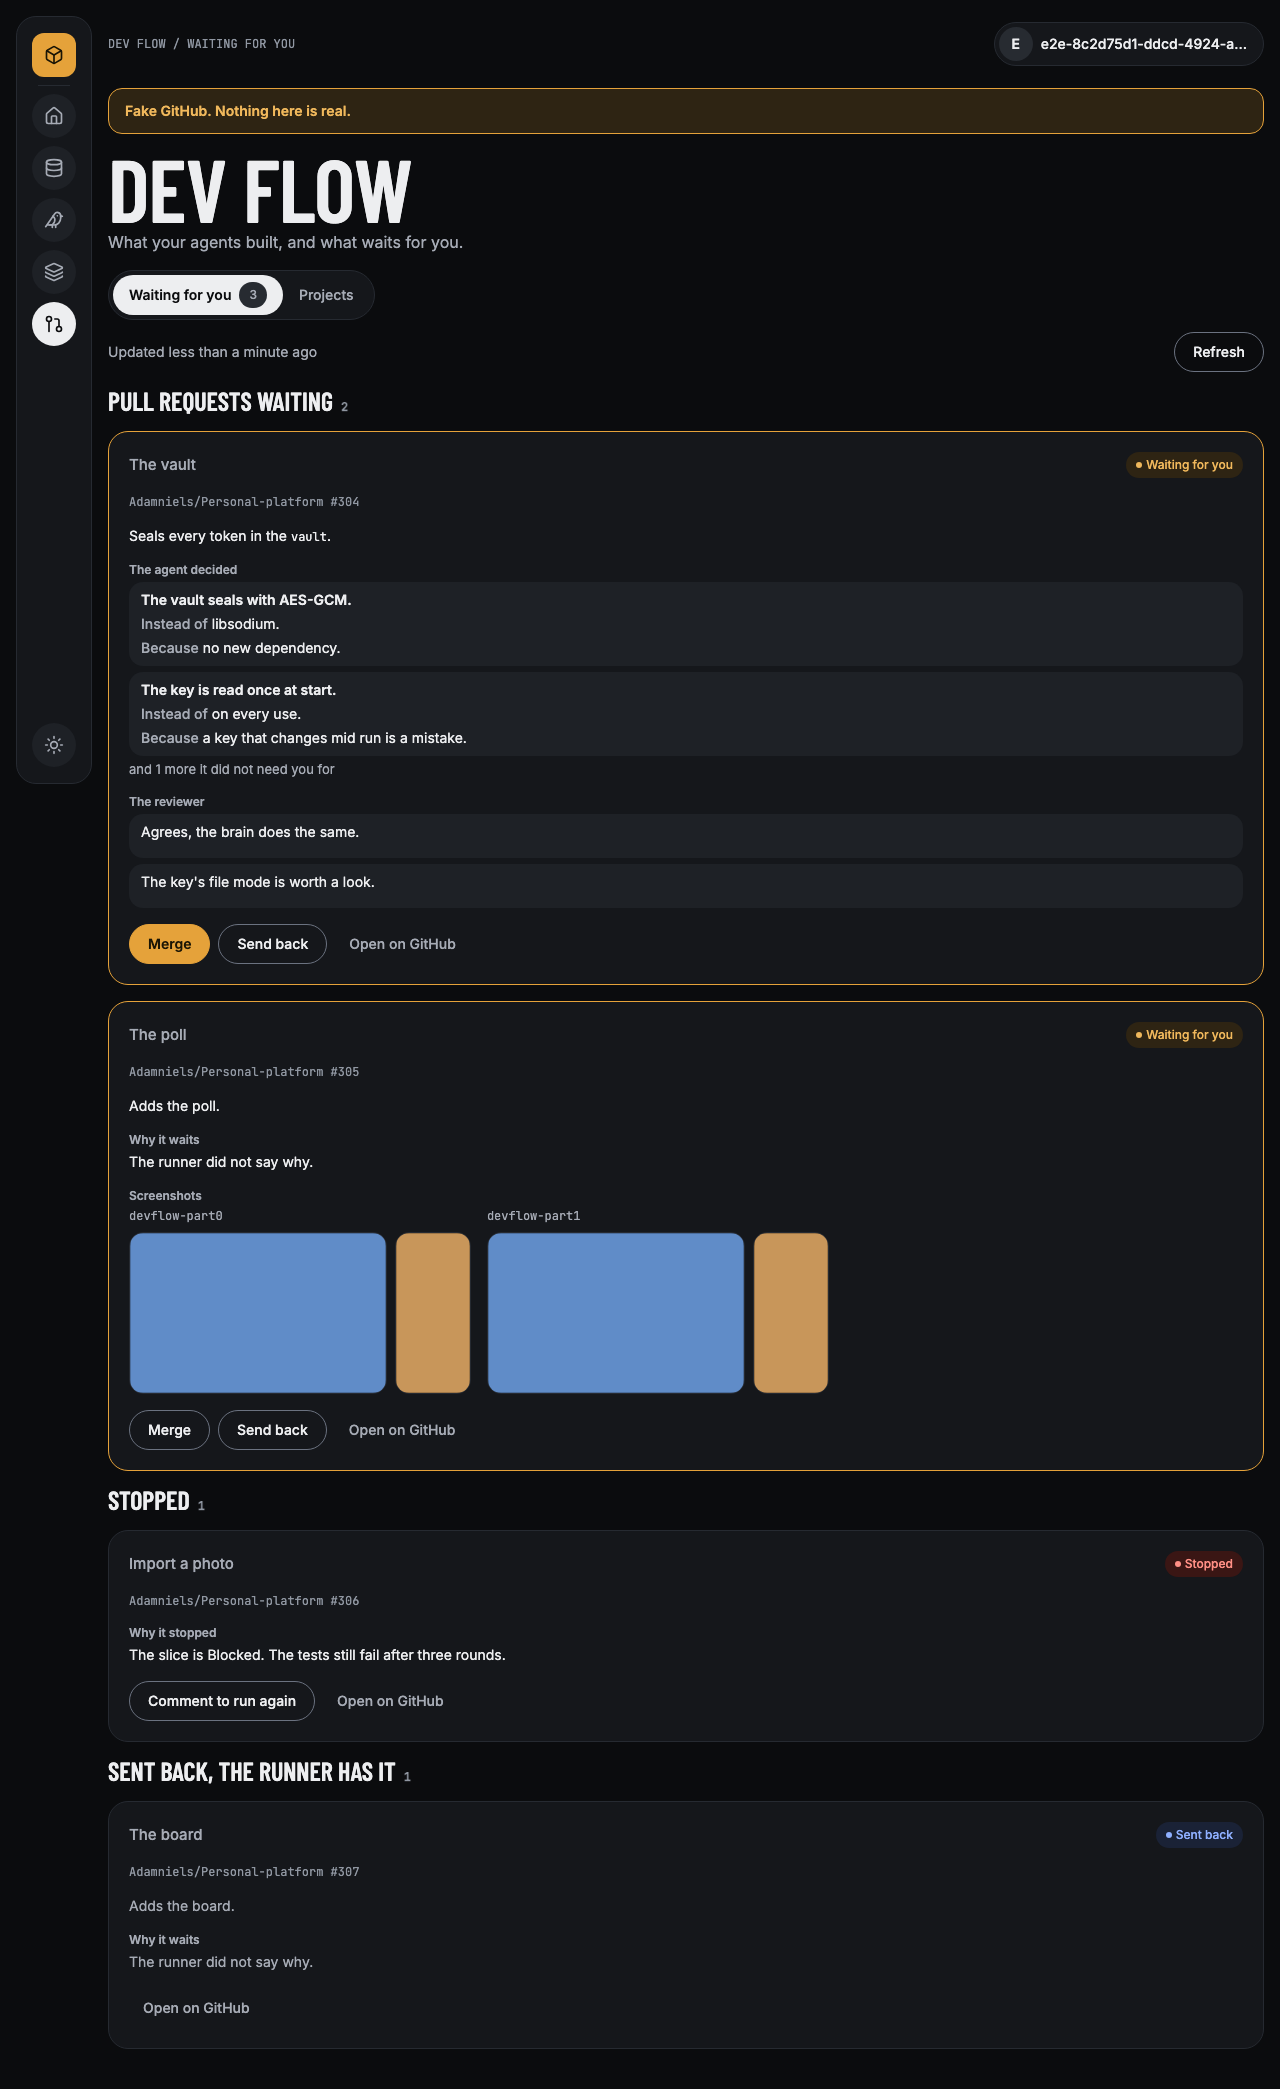 DEV FLOW / WAITING FOR YOU
E
e2e-8c2d75d1-ddcd-4924-a...
Fake GitHub. Nothing here is real.
DEV FLOW
What your agents built, and what waits for you.
Waiting for you 3
Projects
Updated less than a minute ago
Refresh
PULL REQUESTS WAITING 2
The vault
Waiting for you
Adamniels/Personal-platform #304
Seals every token in the vault.
The agent decided
The vault seals with AES-GCM.
Instead of libsodium.
Because no new dependency.
The key is read once at start.
Instead of on every use.
Because a key that changes mid run is a mistake.
and 1 more it did not need you for
The reviewer
Agrees, the brain does the same.
The key's file mode is worth a look.
Merge
Send back
Open on GitHub
The poll
Waiting for you
Adamniels/Personal-platform #305
Adds the poll.
Why it waits
The runner did not say why.
Screenshots
devflow-part0
devflow-part1
Merge
Send back
Open on GitHub
STOPPED 1
Import a photo
Stopped
Adamniels/Personal-platform #306
Why it stopped
The slice is Blocked. The tests still fail after three rounds.
Comment to run again
Open on GitHub
SENT BACK, THE RUNNER HAS IT 1
The board
Sent back
Adamniels/Personal-platform #307
Adds the board.
Why it waits
The runner did not say why.
Open on GitHub